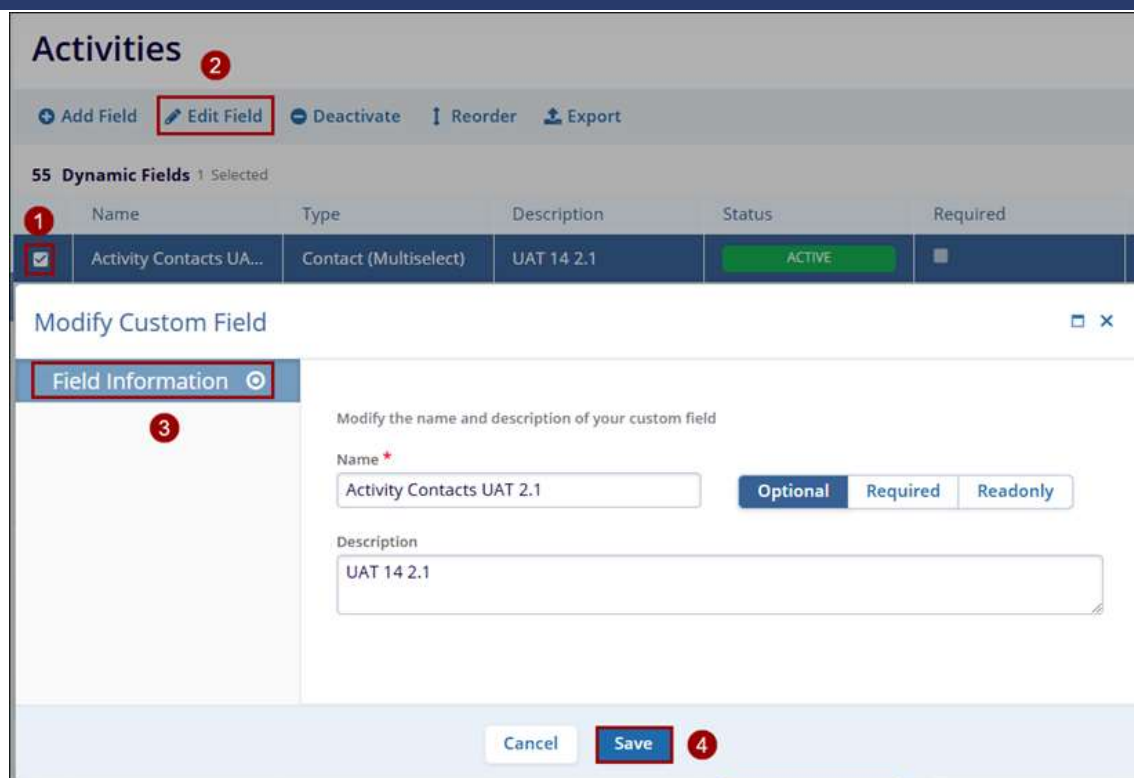 Activities
2
Add Field Edit Field Deactivate Reorder Export
55 Dynamic Fields 1 Selected
1
Name Type Description Status Required
Activity Contacts UA... Contact (Multiselect) UAT 14 2.1 ACTIVE
Modify Custom Field
Field Information
3
Modify the name and description of your custom field
Name *
Activity Contacts UAT 2.1 Optional Required Readonly
Description
UAT 14 2.1
Cancel Save 4